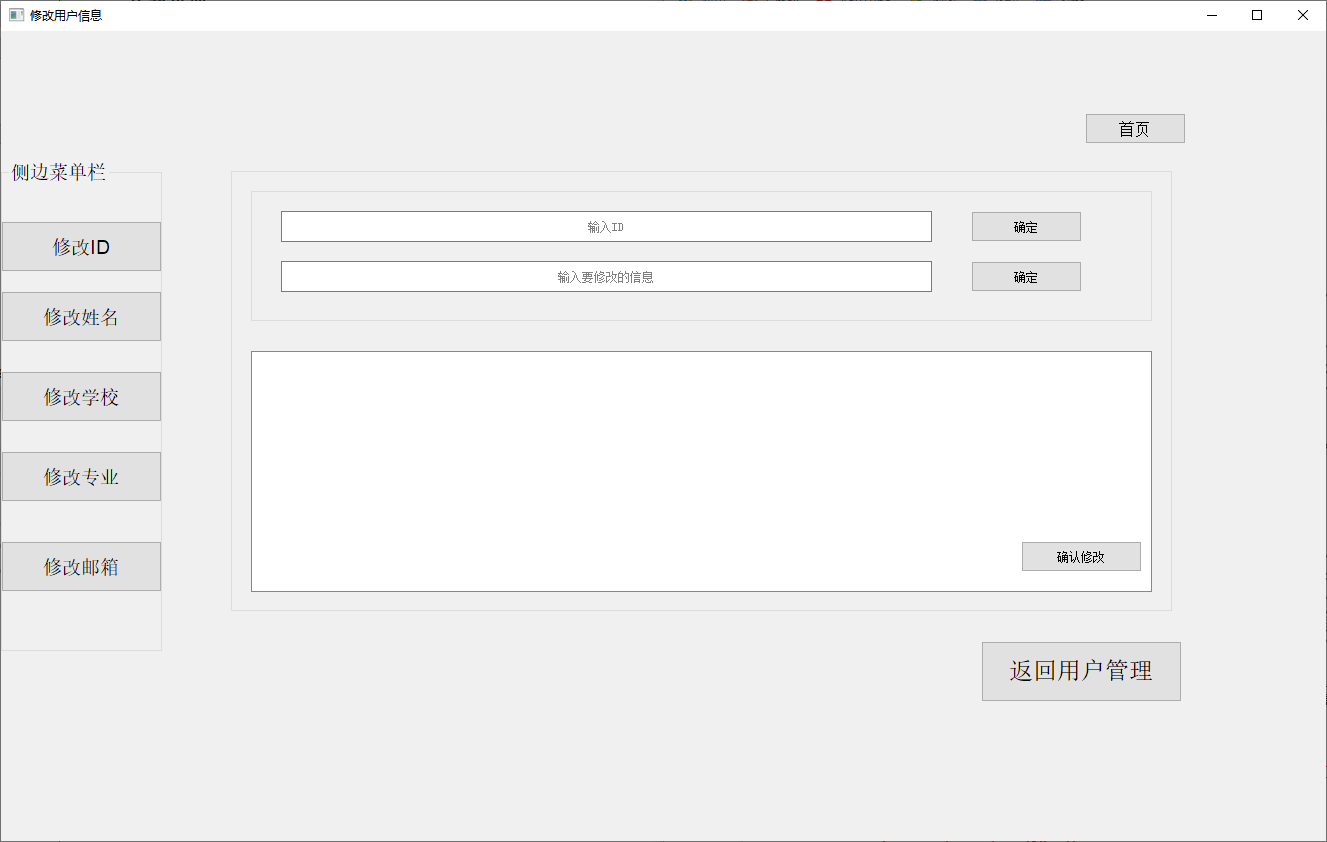 修改用户信息
首页
侧边菜单栏
修改ID
修改姓名
修改学校
修改专业
修改邮箱
输入ID
确定
输入要修改的信息
确定
确认修改
返回用户管理